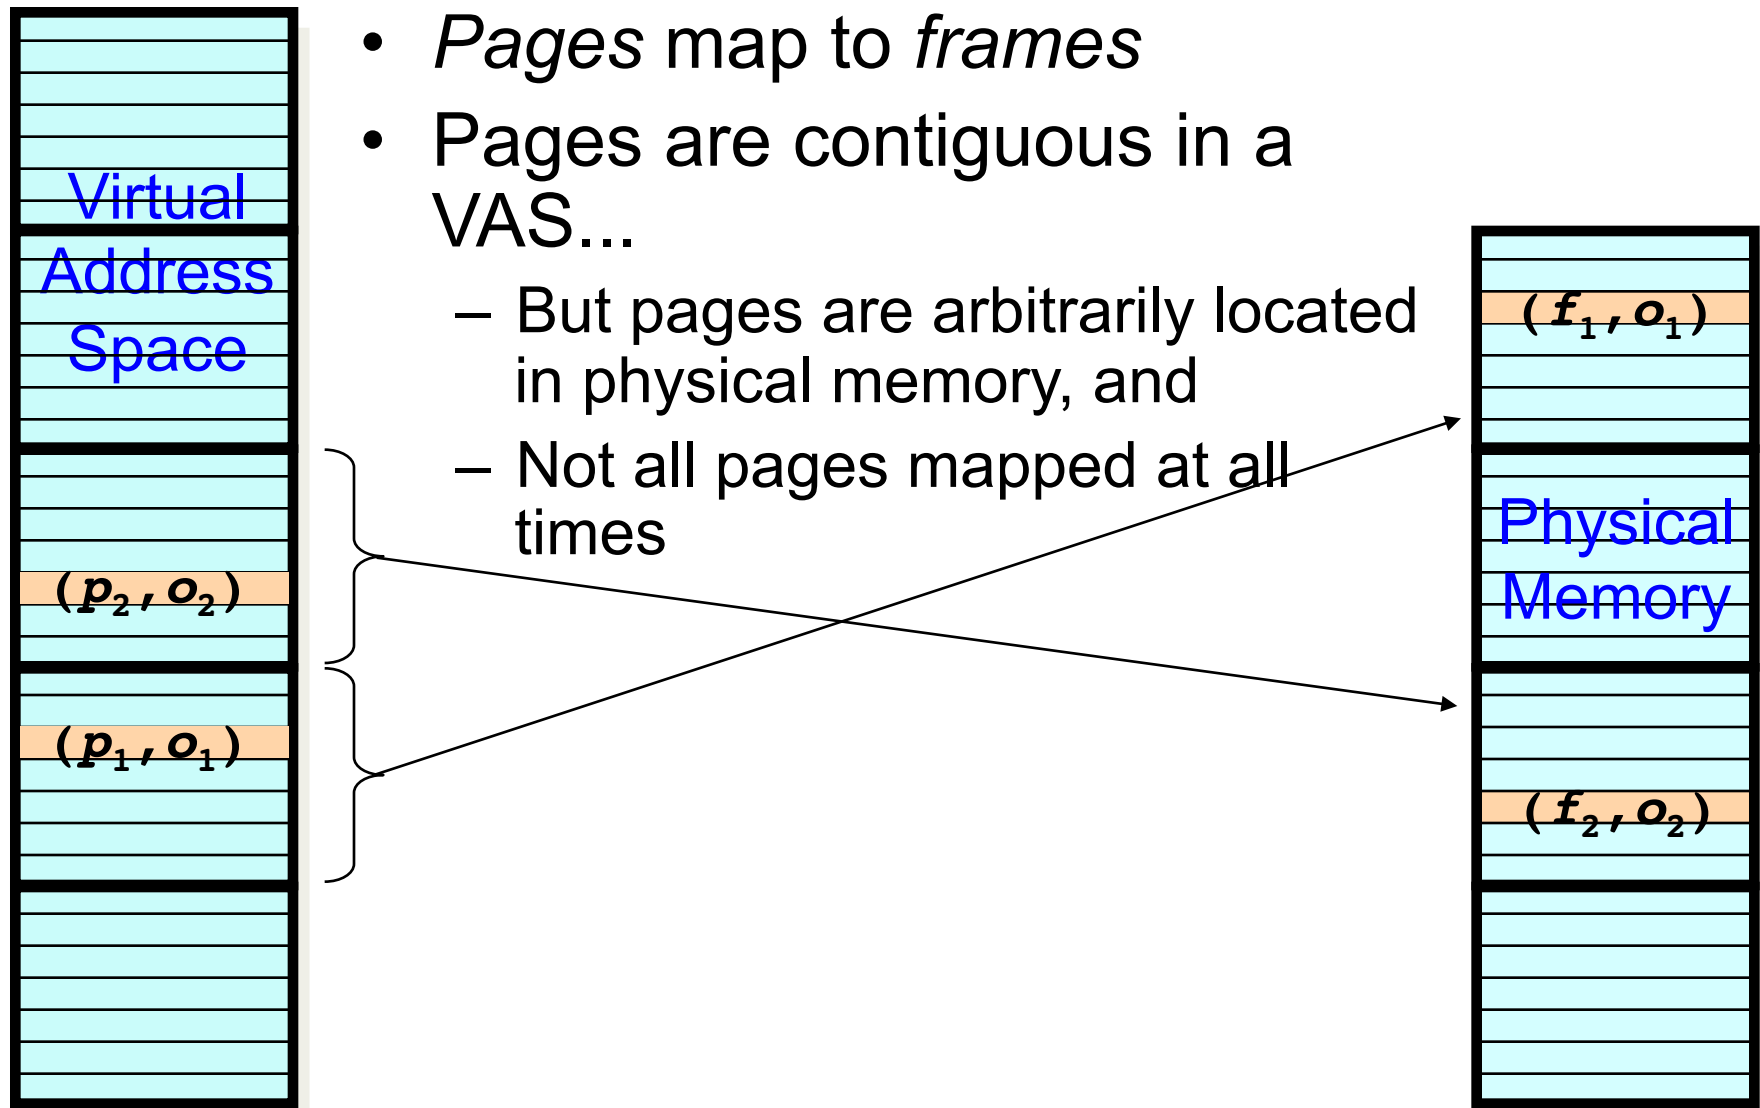 • Pages map to frames
• Pages are contiguous in a
VAS...
– But pages are arbitrarily located
in physical memory, and
– Not all pages mapped at all
times
Virtual
Address
Space
(p₂,o₂)
(p₁,o₁)
(f₁,o₁)
Physical
Memory
(f₂,o₂)